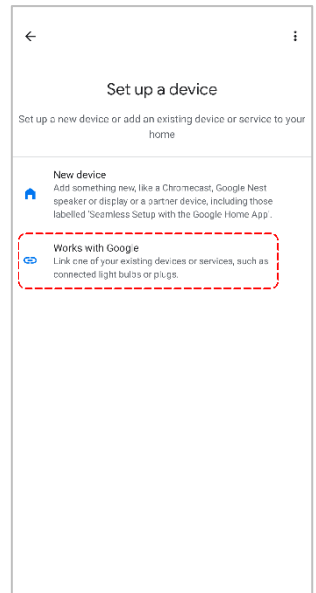 Set up a device
Set up a new device or add an existing device or service to your
home
New device
Add something new, like a Chromecast, Google Nest
speaker or display or a partner device, including those
labelled 'Seamless Setup with the Google Home App'.
Works with Google
Link one of your existing devices or services, such as
connected light bulbs or plugs.